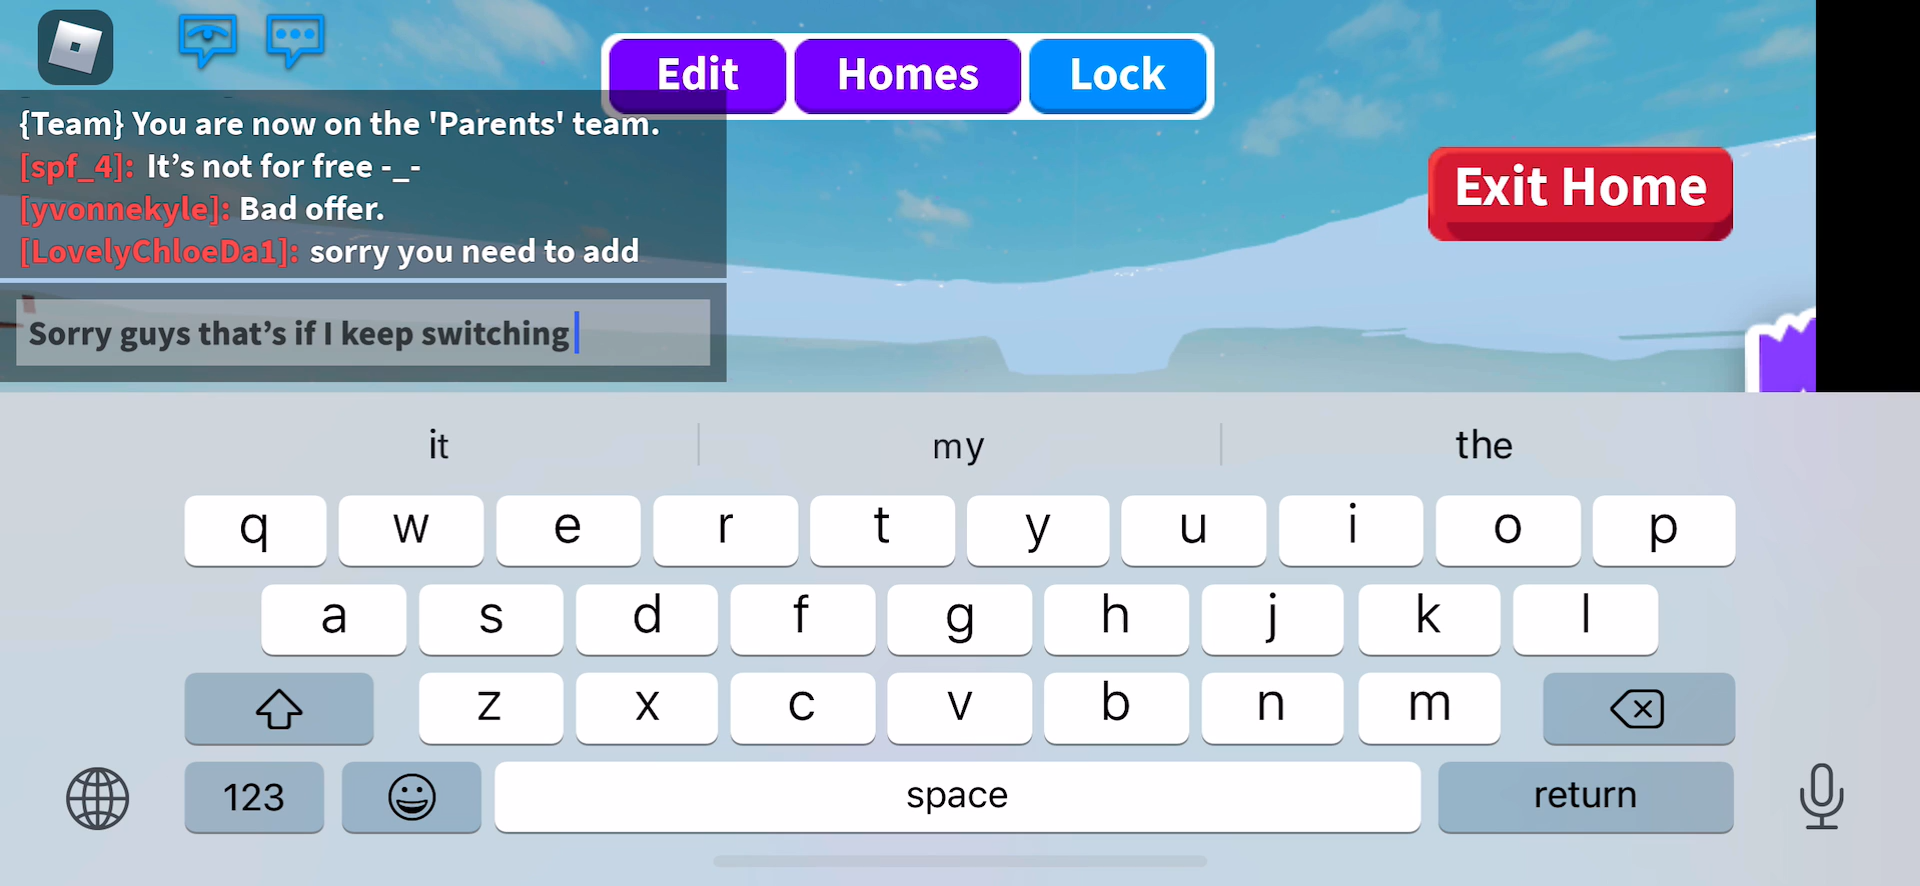 Edit Homes Lock
{Team} You are now on the 'Parents' team.
[spf_4]: It’s not for free -_-
[yvonnekyle]: Bad offer.
[LovelyChloeDa1]: sorry you need to add
Exit Home
Sorry guys that’s if I keep switching
it my the
q w e r t y u i o p
a s d f g h j k l
z x c v b n m
123 space return